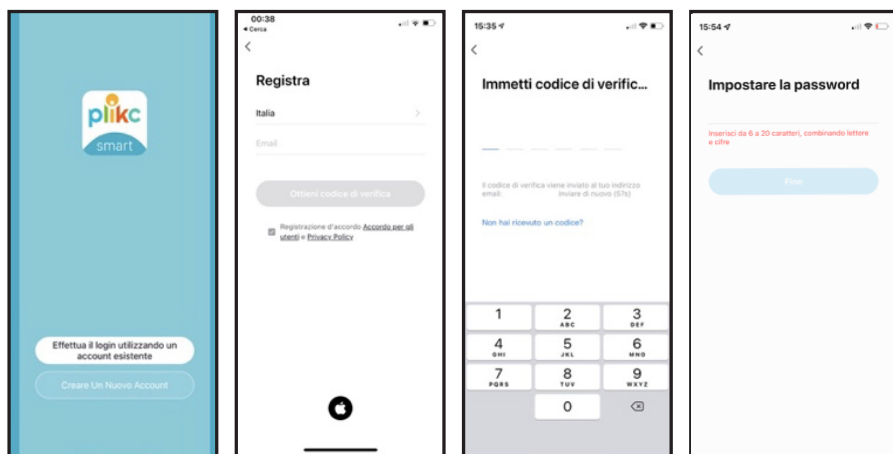 plikc
smart
Effettua il login utilizzando un
account esistente
Creare Un Nuovo Account
00:38
Cerca
Registra
Italia
Email
Ottieni codice di verifica
Registrazione d'accordo Accordo per gli
utenti e Privacy Policy
15:35
Immetti codice di verific...
Il codice di verifica viene inviato al tuo indirizzo
email: Inviare di nuovo (57s)
Non hai ricevuto un codice?
1 2 3
ABC DEF
4 5 6
GHI JKL MNO
7 8 9
PQRS TUV WXYZ
0
15:54
Impostare la password
Inserisci da 6 a 20 caratteri, combinando lettere
e cifre
Fine